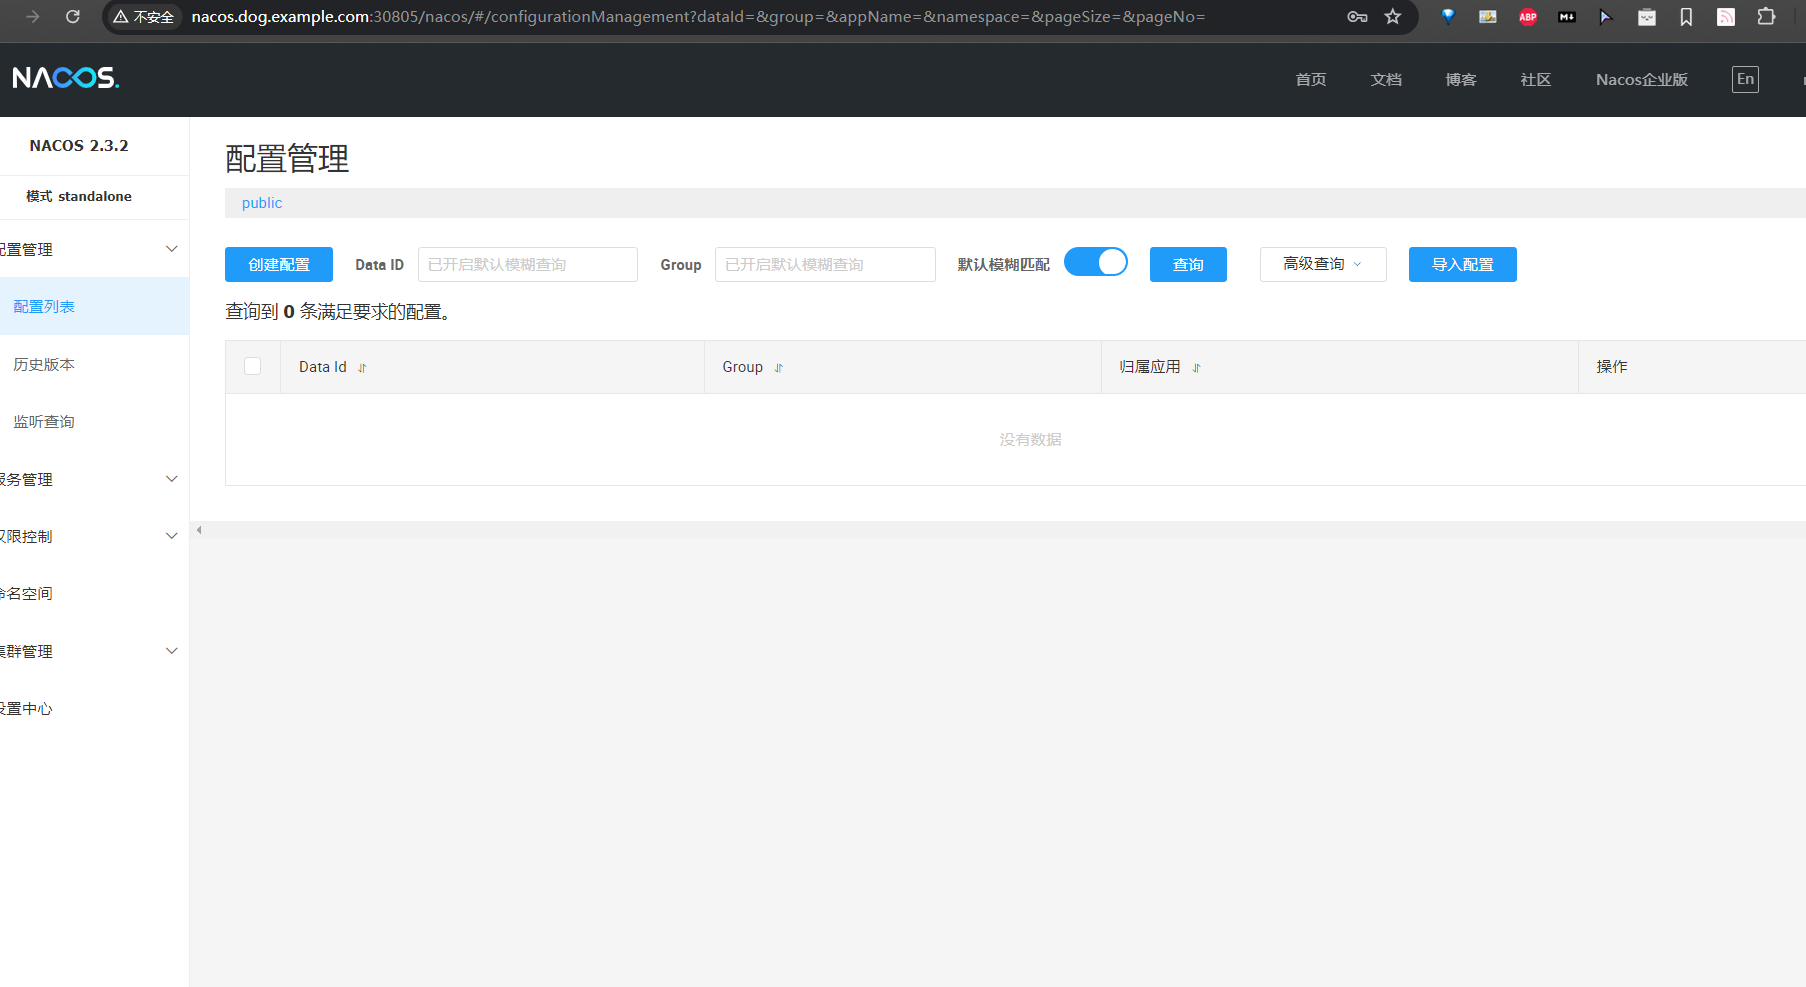 不安全 nacos.dog.example.com:30805/nacos/#/configurationManagement?dataId=&group=&appName=&namespace=&pageSize=&pageNo= ABP M↓
NACOS. 首页 文档 博客 社区 Nacos企业版 En
NACOS 2.3.2
模式 standalone
置管理
配置列表
历史版本
监听查询
务管理
限控制
名空间
群管理
置中心
配置管理
public
创建配置 Data ID 已开启默认模糊查询 Group 已开启默认模糊查询 默认模糊匹配 查询 高级查询 导入配置
查询到 0 条满足要求的配置。
Data Id Group 归属应用 操作
没有数据